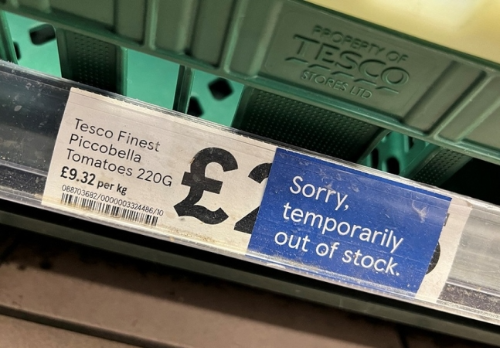 PROPERTY OF
TESCO
STORES LTD
Tesco Finest
Piccobella
Tomatoes 220G
£9.32 per kg
£2
Sorry,
temporarily
out of stock.